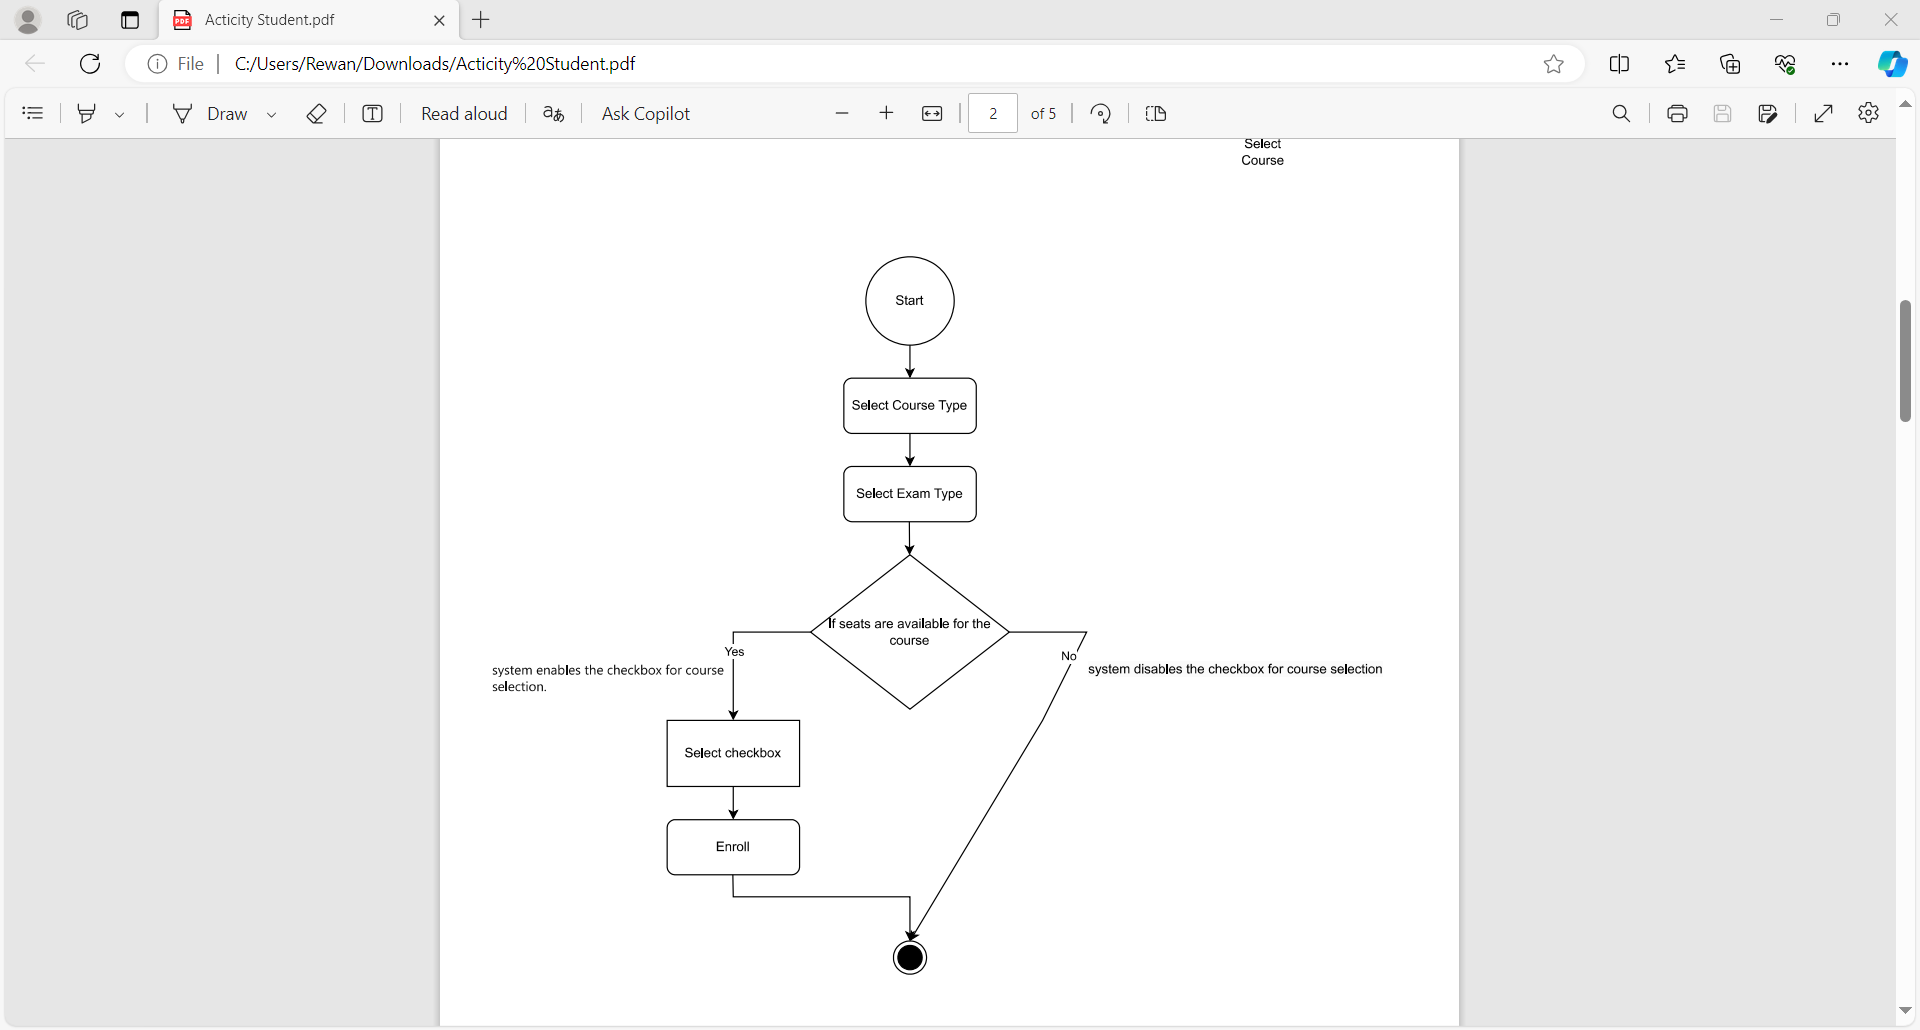 Acticity Student.pdf
File
C:/Users/Rewan/Downloads/Acticity%20Student.pdf
Draw
Read aloud
aあ
Ask Copilot
2
of 5
Select
Course
Start
Select Course Type
Select Exam Type
If seats are available for the
course
Yes
No
system enables the checkbox for course
selection.
system disables the checkbox for course selection
Select checkbox
Enroll